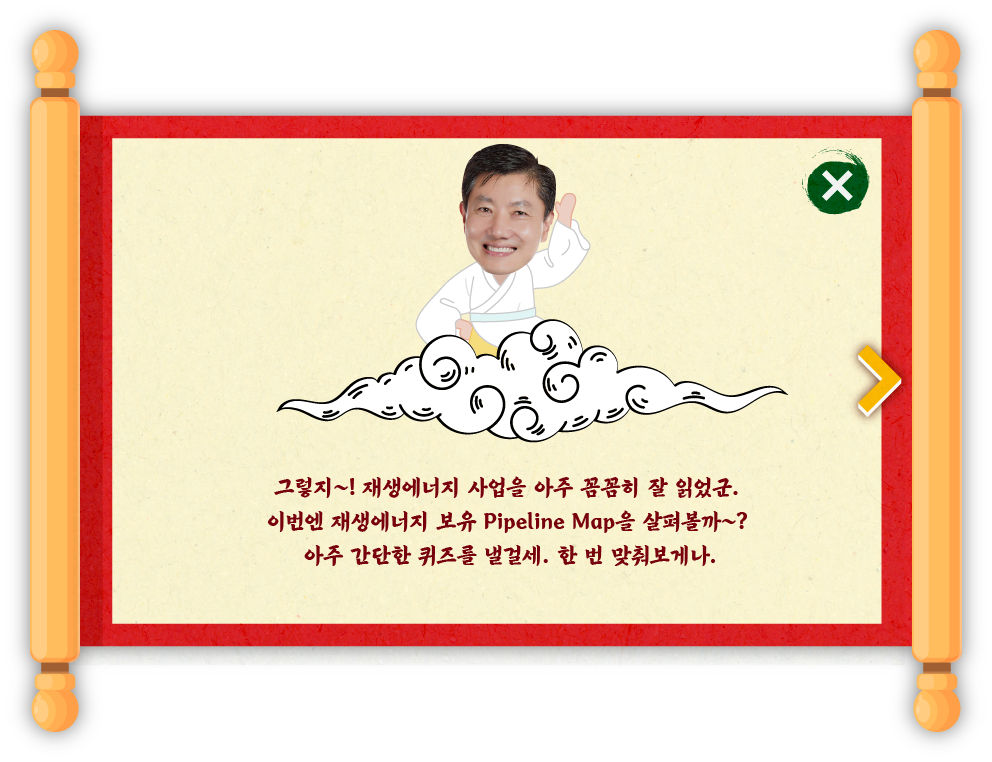 그렇지~! 재생에너지 사업을 아주 꼼꼼히 잘 읽었군.
이번엔 재생에너지 보유 Pipeline Map을 살펴볼까~?
아주 간단한 퀴즈를 낼걸세. 한 번 맞춰보게나.